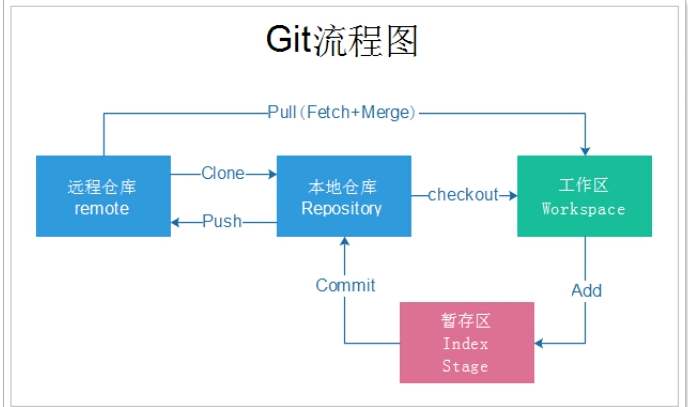 Git流程图
Pull（Fetch+Merge）
远程仓库
remote
Clone
Push
本地仓库
Repository
checkout
工作区
Workspace
Commit
Add
暂存区
Index
Stage